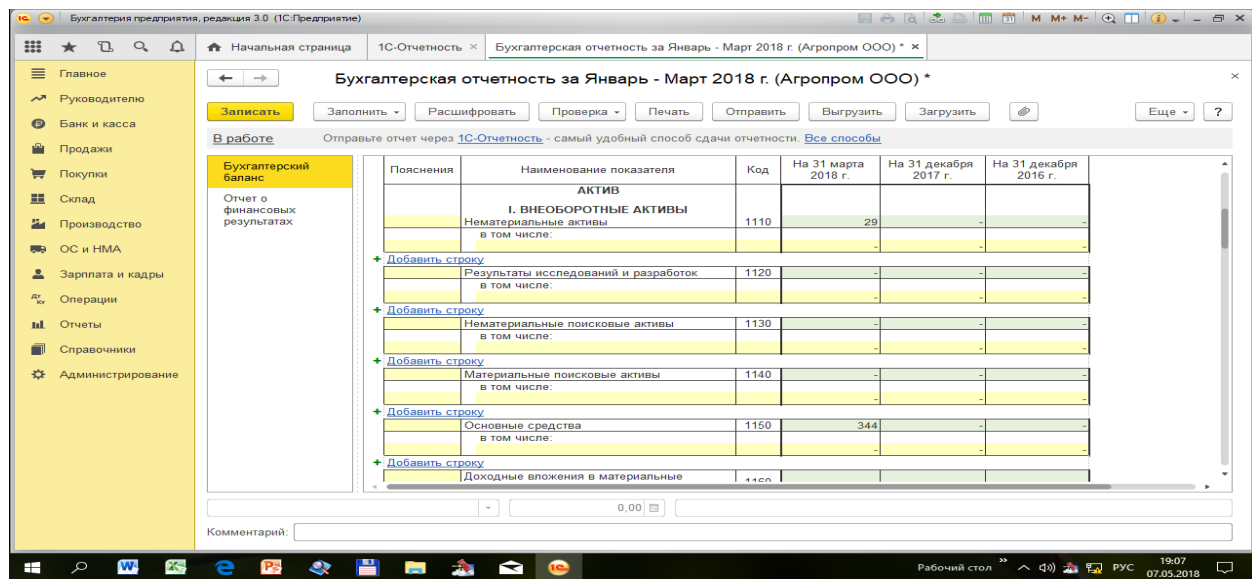 Бухгалтерия предприятия, редакция 3.0 (1С:Предприятие)
M M+ M-
Начальная страница 1С-Отчетность × Бухгалтерская отчетность за Январь - Март 2018 г. (Агропром ООО) * ×
Главное
Руководителю
Банк и касса
Продажи
Покупки
Склад
Производство
ОС и НМА
Зарплата и кадры
Операции
Отчеты
Справочники
Администрирование
Бухгалтерская отчетность за Январь - Март 2018 г. (Агропром ООО) *
Записать Заполнить Расшифровать Проверка Печать Отправить Выгрузить Загрузить Еще ?
В работе Отправьте отчет через 1С-Отчетность - самый удобный способ сдачи отчетности. Все способы
Бухгалтерский
баланс
Отчет о
финансовых
результатах
Пояснения Наименование показателя Код На 31 марта 2018 г. На 31 декабря 2017 г. На 31 декабря 2016 г.
АКТИВ
I. ВНЕОБОРОТНЫЕ АКТИВЫ
Нематериальные активы 1110 29 - -
в том числе:
- - -
+ Добавить строку
Результаты исследований и разработок 1120 - - -
в том числе:
- - -
+ Добавить строку
Нематериальные поисковые активы 1130 - - -
в том числе:
- - -
+ Добавить строку
Материальные поисковые активы 1140 - - -
в том числе:
- - -
+ Добавить строку
Основные средства 1150 344 - -
в том числе:
- - -
+ Добавить строку
Доходные вложения в материальные
0,00
Комментарий:
Рабочий стол » РУС 19:07
07.05.2018